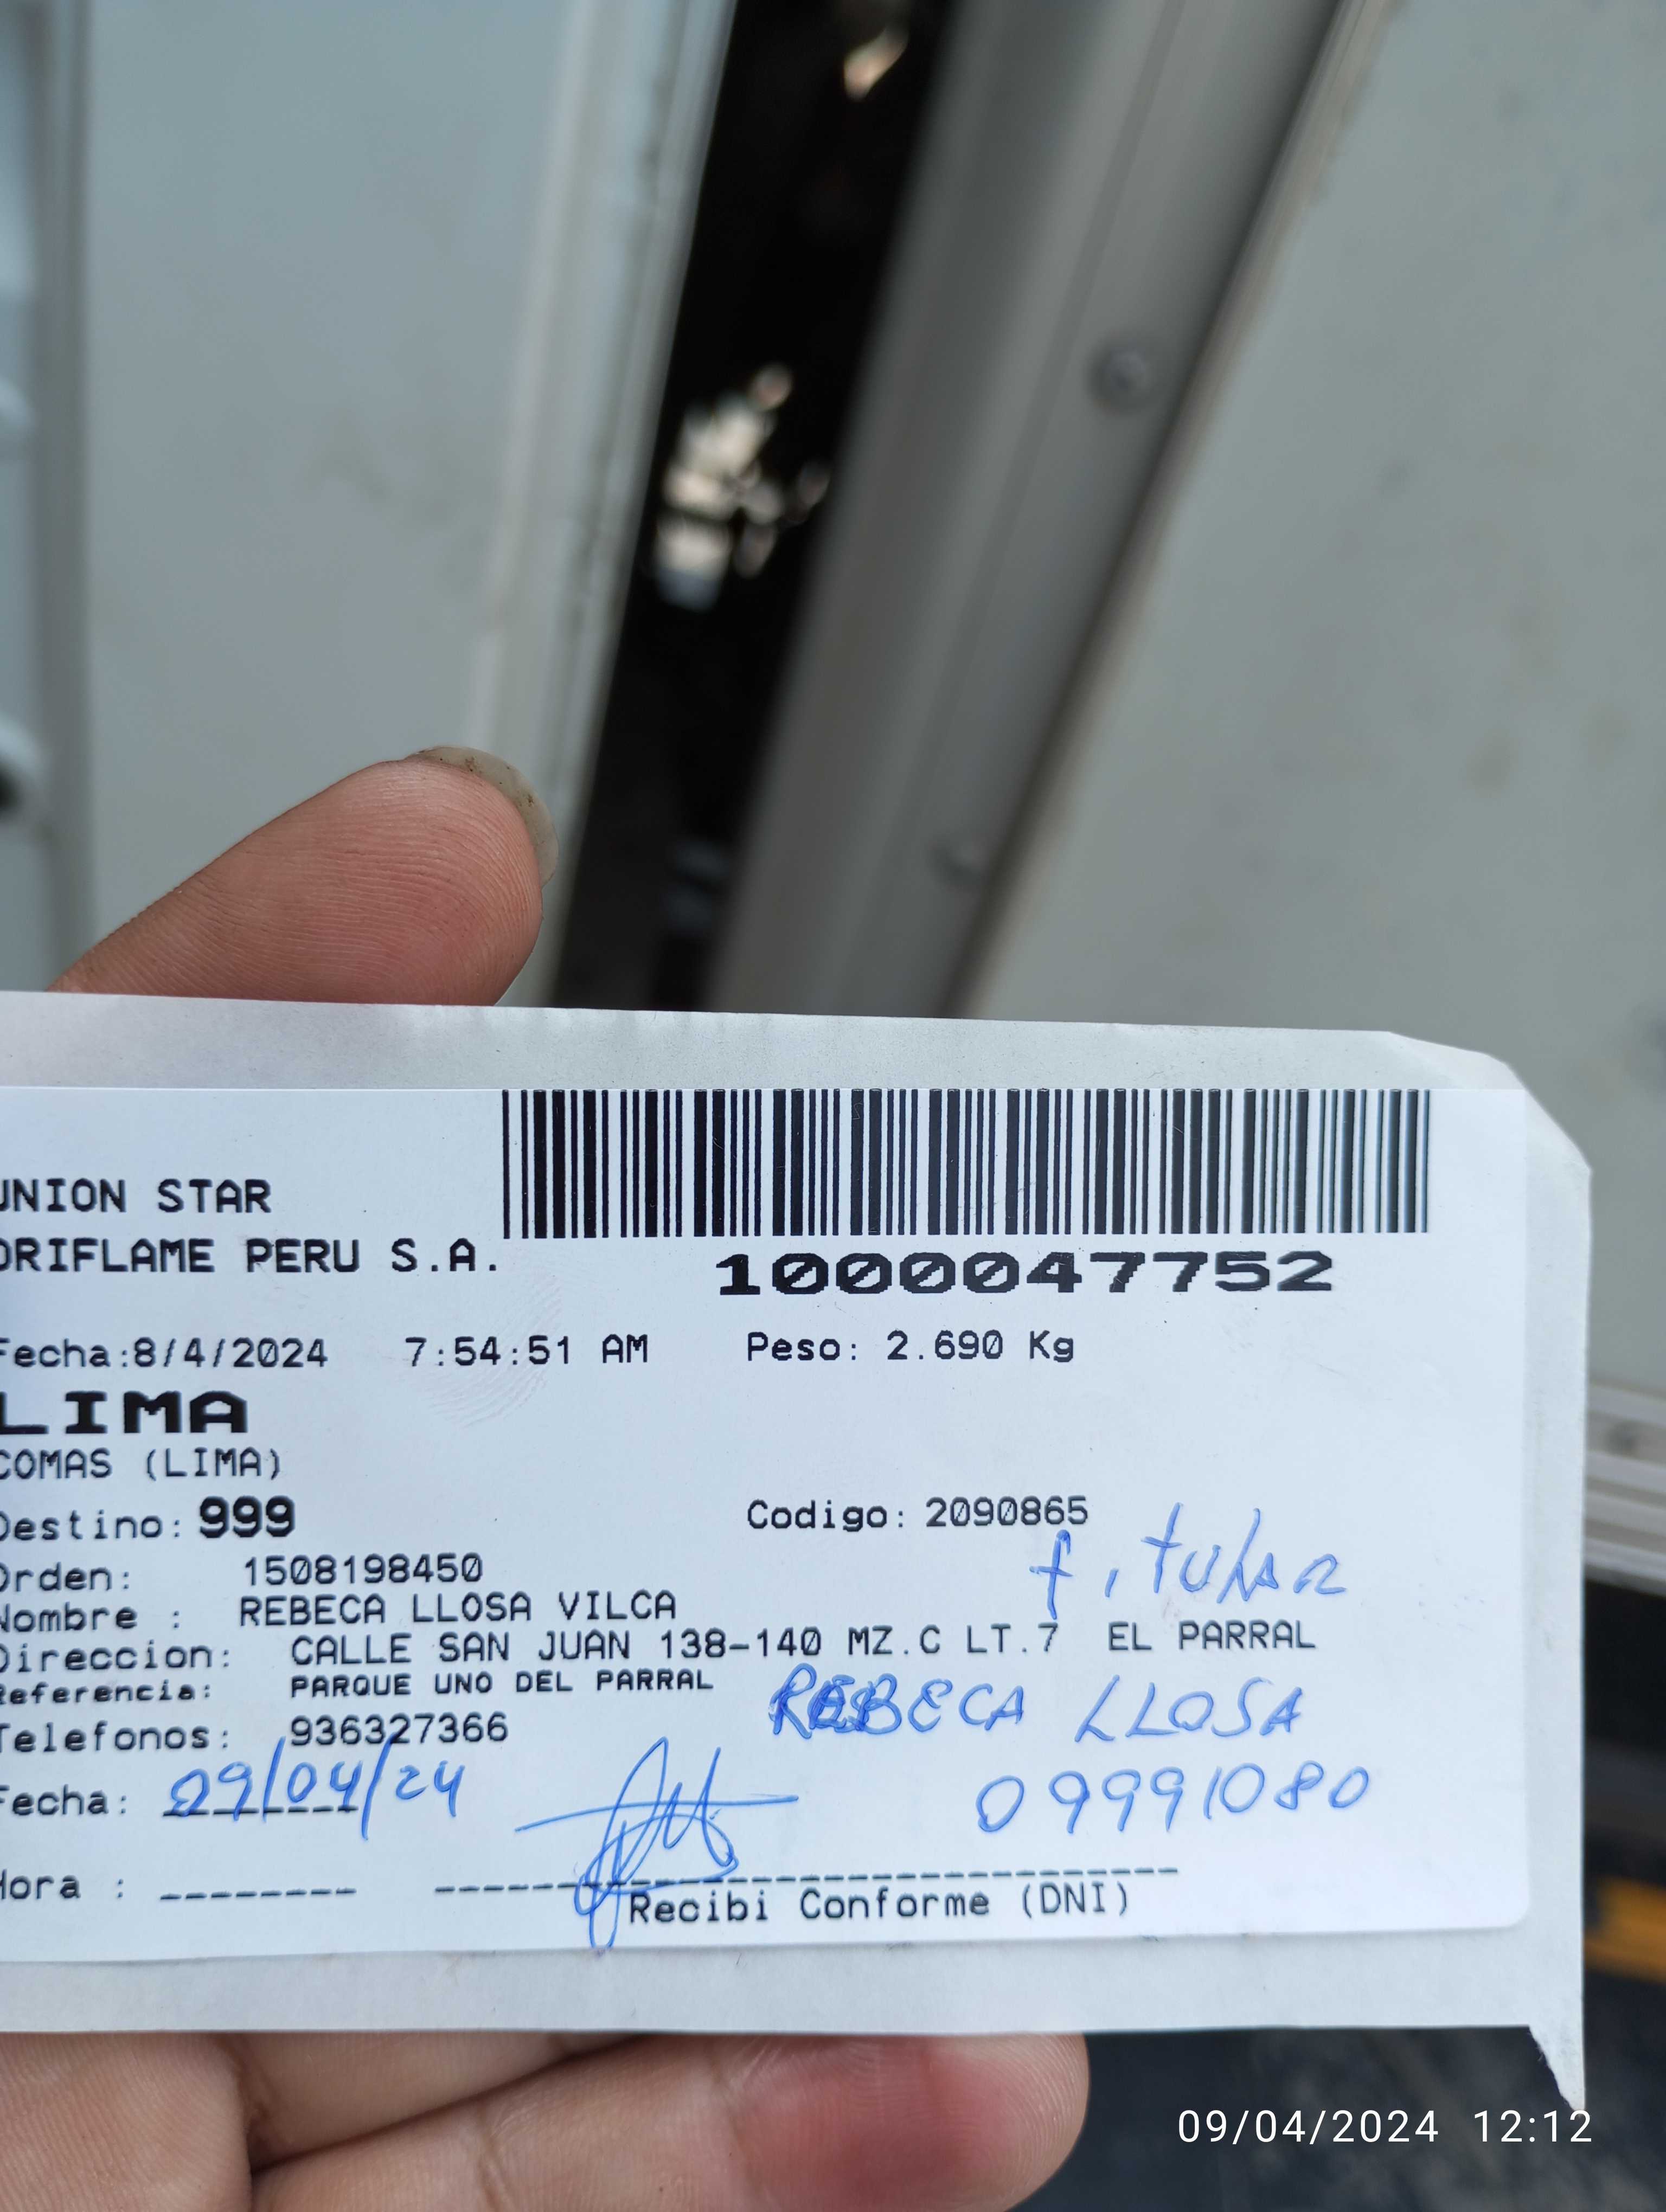 UNION STAR
ORIFLAME PERU S.A.
1000047752
Fecha:8/4/2024 7:54:51 AM Peso: 2.690 Kg
LIMA
COMAS (LIMA)
Destino: 999 Codigo: 2090865
f. titular
Orden: 1508198450
Nombre : REBECA LLOSA VILCA
Direccion: CALLE SAN JUAN 138-140 MZ.C LT.7 EL PARRAL
Referencia: PARQUE UNO DEL PARRAL
REBECA LLOSA
Telefonos: 936327366
Fecha: 09/04/24 09991080
Hora : --------
Recibi Conforme (DNI)
09/04/2024 12:12